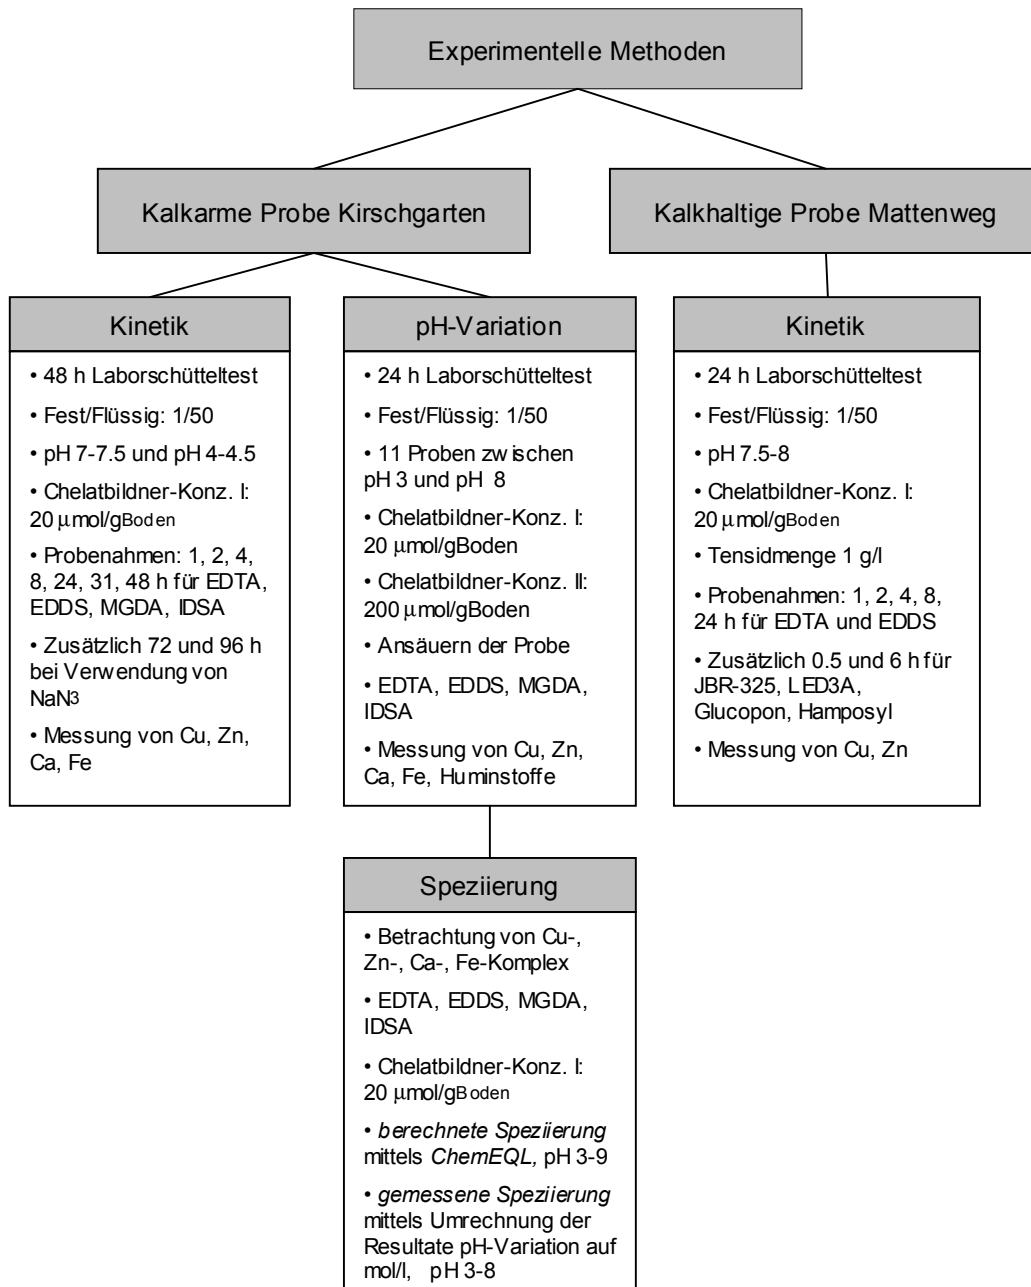 Experimentelle Methoden
Kalkarme Probe Kirschgarten
Kalkhaltige Probe Mattenweg
Kinetik
• 48 h Laborschütteltest
• Fest/Flüssig: 1/50
• pH 7-7.5 und pH 4-4.5
• Chelatbildner-Konz. I:
20 µmol/gBoden
• Probenahmen: 1, 2, 4,
8, 24, 31, 48 h für EDTA,
EDDS, MGDA, IDSA
• Zusätzlich 72 und 96 h
bei Verwendung von
NaN3
• Messung von Cu, Zn,
Ca, Fe
pH-Variation
• 24 h Laborschütteltest
• Fest/Flüssig: 1/50
• 11 Proben zwischen
pH 3 und pH 8
• Chelatbildner-Konz. I:
20 µmol/gBoden
• Chelatbildner-Konz. II:
200 µmol/gBoden
• Ansäuern der Probe
• EDTA, EDDS, MGDA,
IDSA
• Messung von Cu, Zn,
Ca, Fe, Huminstoffe
Kinetik
• 24 h Laborschütteltest
• Fest/Flüssig: 1/50
• pH 7.5-8
• Chelatbildner-Konz. I:
20 µmol/gBoden
• Tensidmenge 1 g/l
• Probenahmen: 1, 2, 4, 8,
24 h für EDTA und EDDS
• Zusätzlich 0.5 und 6 h für
JBR-325, LED3A,
Glucopon, Hamposyl
• Messung von Cu, Zn
Speziierung
• Betrachtung von Cu-,
Zn-, Ca-, Fe-Komplex
• EDTA, EDDS, MGDA,
IDSA
• Chelatbildner-Konz. I:
20 µmol/gBoden
• berechnete Speziierung
mittels ChemEQL, pH 3-9
• gemessene Speziierung
mittels Umrechnung der
Resultate pH-Variation auf
mol/l, pH 3-8